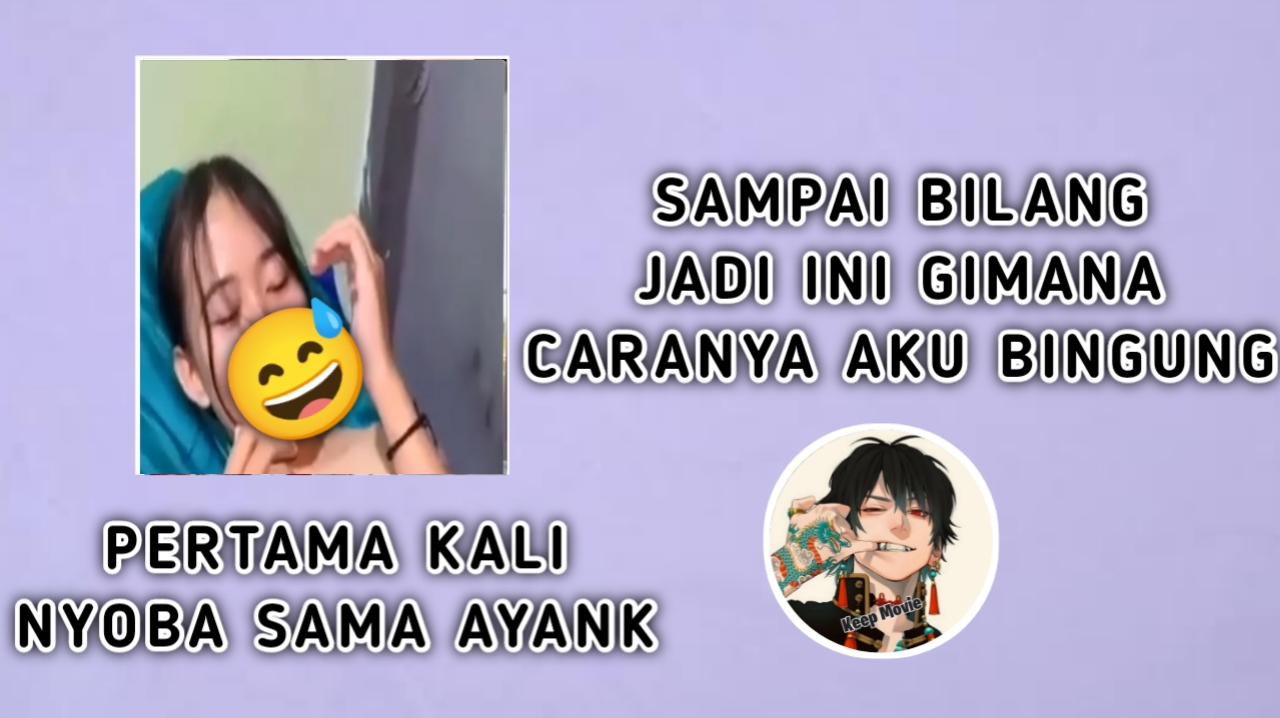 SAMPAI BILANG
JADI INI GIMANA
CARANYA AKU BINGUNG
Keep Movie
PERTAMA KALI
NYOBA SAMA AYANK